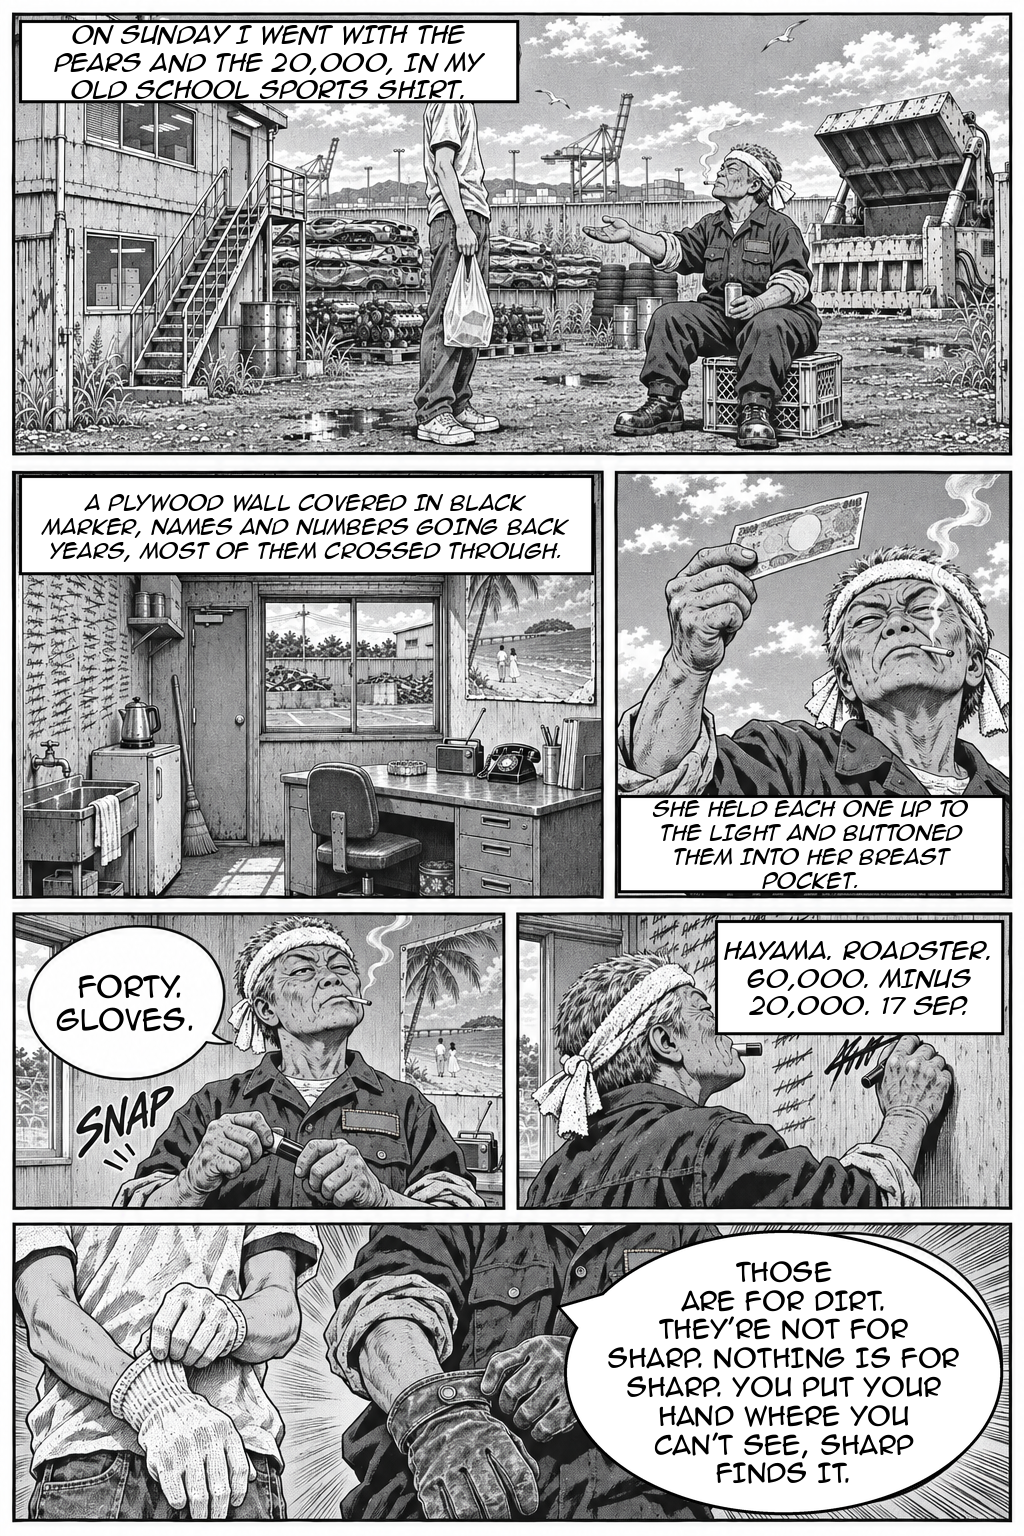 ON SUNDAY I WENT WITH THE
PEARS AND THE 20,000, IN MY
OLD SCHOOL SPORTS SHIRT.
A PLYWOOD WALL COVERED IN BLACK
MARKER, NAMES AND NUMBERS GOING BACK
YEARS, MOST OF THEM CROSSED THROUGH.
SHE HELD EACH ONE UP TO
THE LIGHT AND BUTTONED
THEM INTO HER BREAST
POCKET.
FORTY.
GLOVES.
SNAP
HAYAMA. ROADSTER.
60,000. MINUS
20,000. 17 SEP.
THOSE
ARE FOR DIRT.
THEY'RE NOT FOR
SHARP. NOTHING IS FOR
SHARP. YOU PUT YOUR
HAND WHERE YOU
CAN'T SEE, SHARP
FINDS IT.